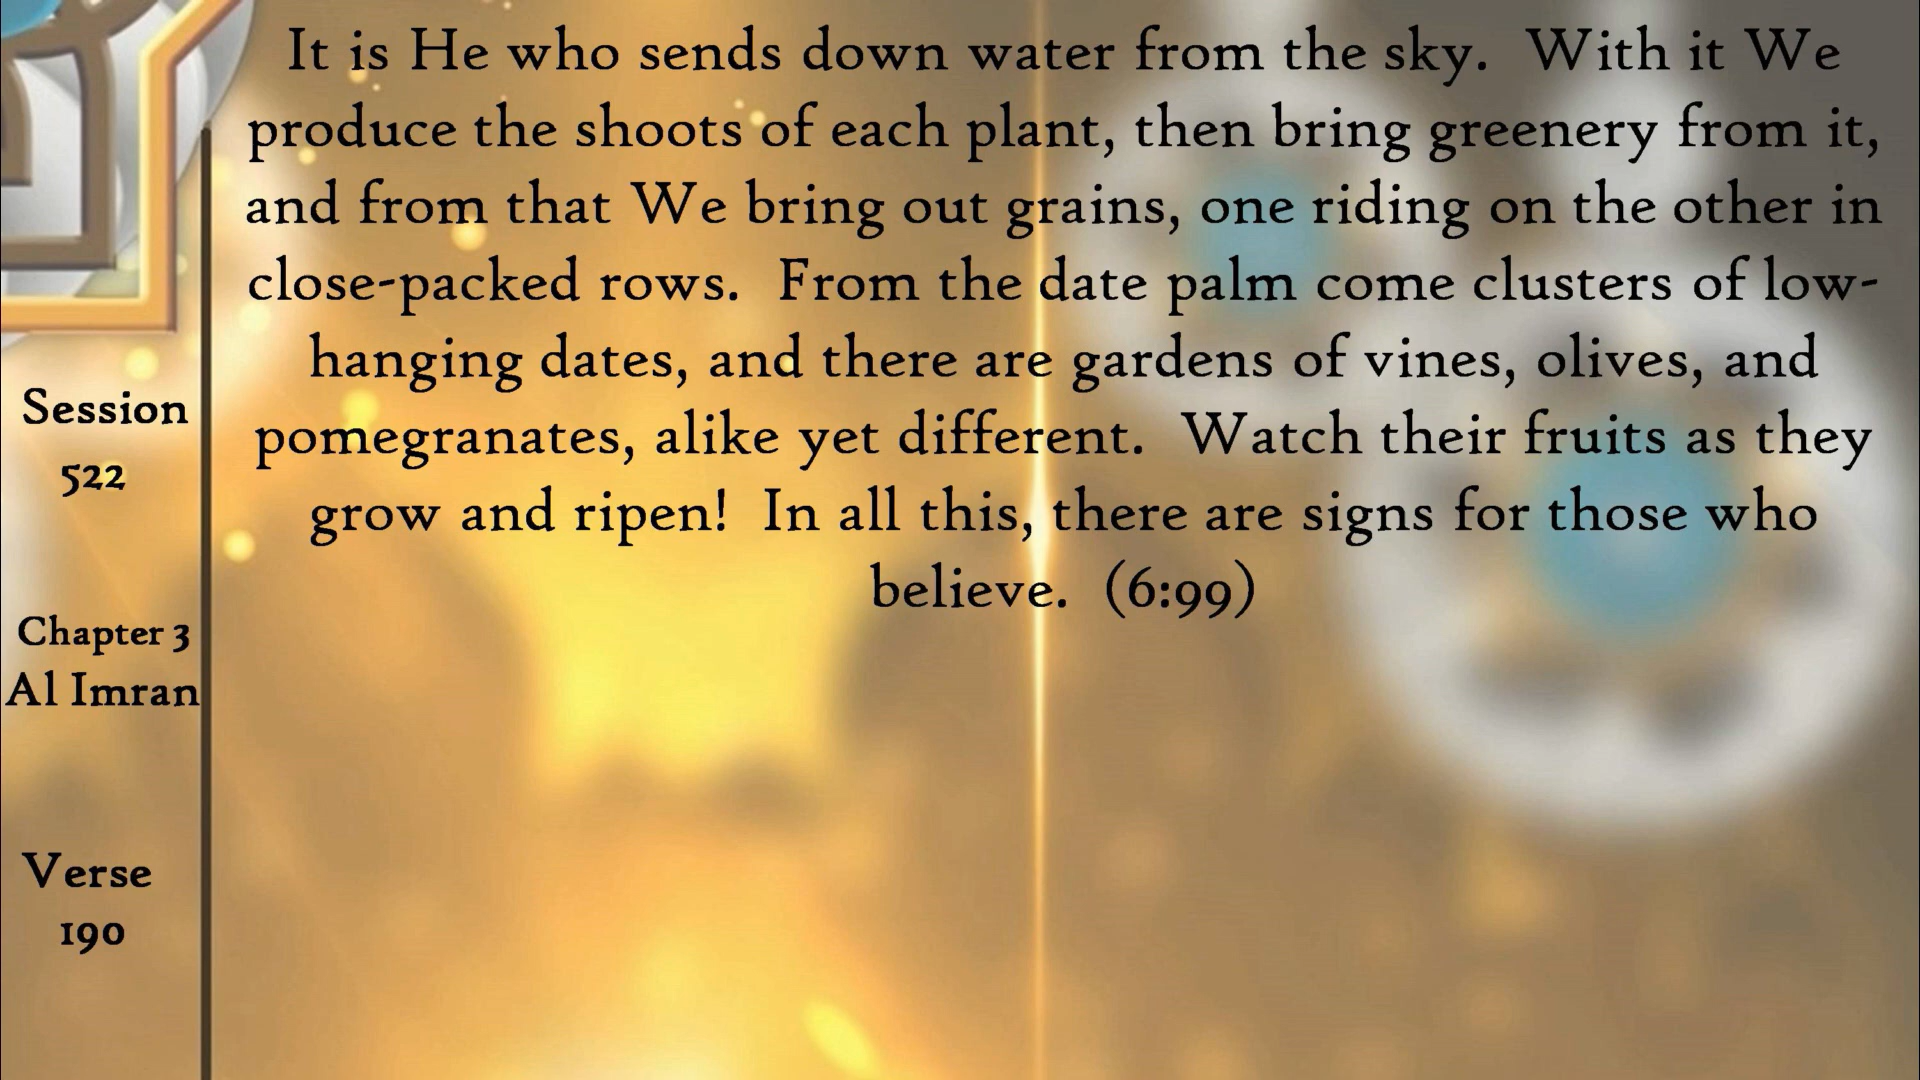 It is He who sends down water from the sky. With it We
produce the shoots of each plant, then bring greenery from it,
and from that We bring out grains, one riding on the other in
close-packed rows. From the date palm come clusters of low-
hanging dates, and there are gardens of vines, olives, and
pomegranates, alike yet different. Watch their fruits as they
grow and ripen! In all this, there are signs for those who
believe. (6:99)
Session
522
Chapter 3
Al Imran
Verse
190